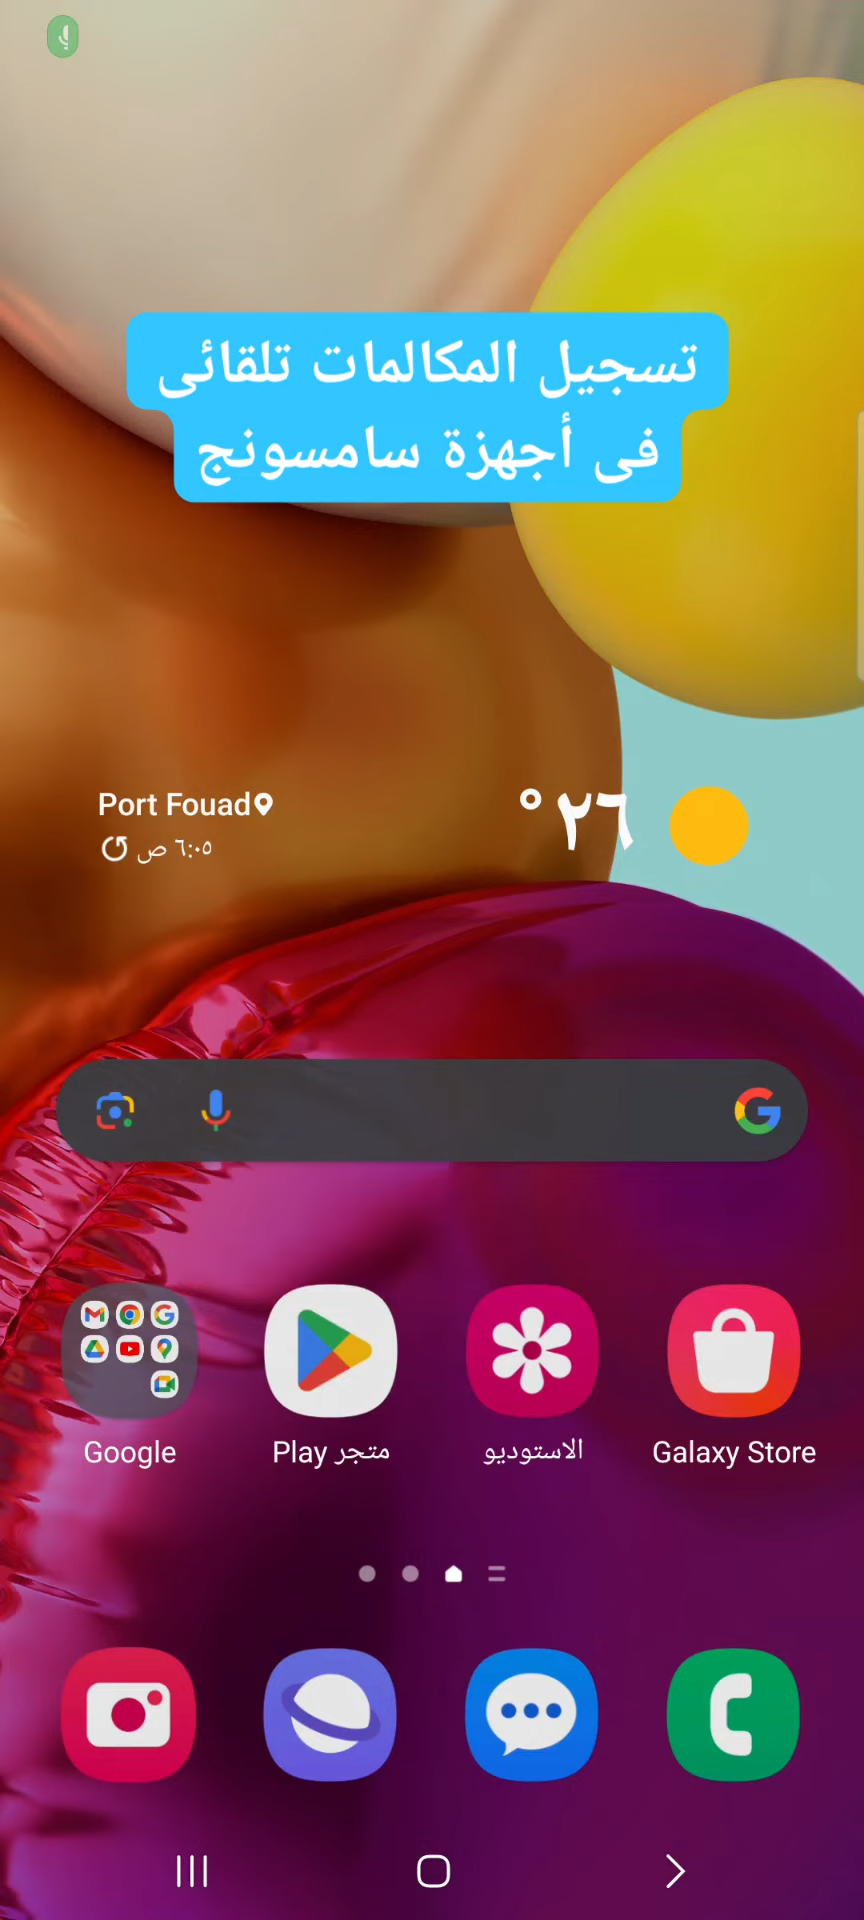 تسجيل المكالمات تلقائى
فى أجهزة سامسونج
Port Fouad
٢٦°
٦:٠٥ ص
Google
متجر Play
الاستوديو
Galaxy Store